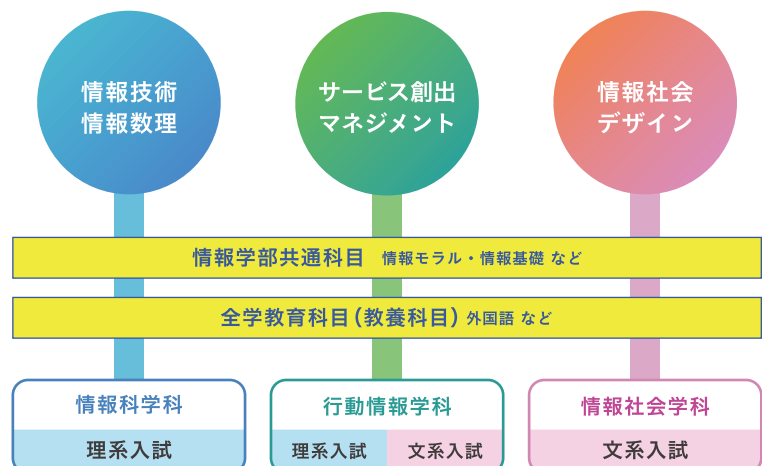 情報技術
情報数理
サービス創出
マネジメント
情報社会
デザイン
情報学部共通科目 情報モラル・情報基礎 など
全学教育科目(教養科目) 外国語 など
情報科学科
理系入試
行動情報学科
理系入試 文系入試
情報社会学科
文系入試